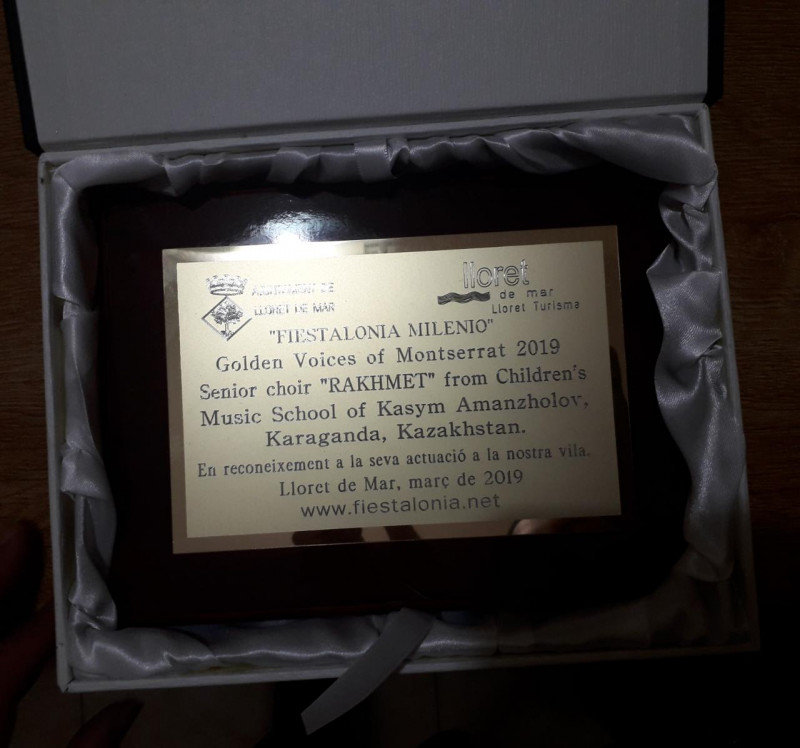 AJUNTAMENT DE
LLORET DE MAR
lloret
de mar
Lloret Turisme
"FIESTALONIA MILENIO"
Golden Voices of Montserrat 2019
Senior choir "RAKHMET" from Children's
Music School of Kasym Amanzholov,
Karaganda, Kazakhstan.
En reconeixement a la seva actuació a la nostra vila.
Lloret de Mar, març de 2019
www.fiestalonia.net